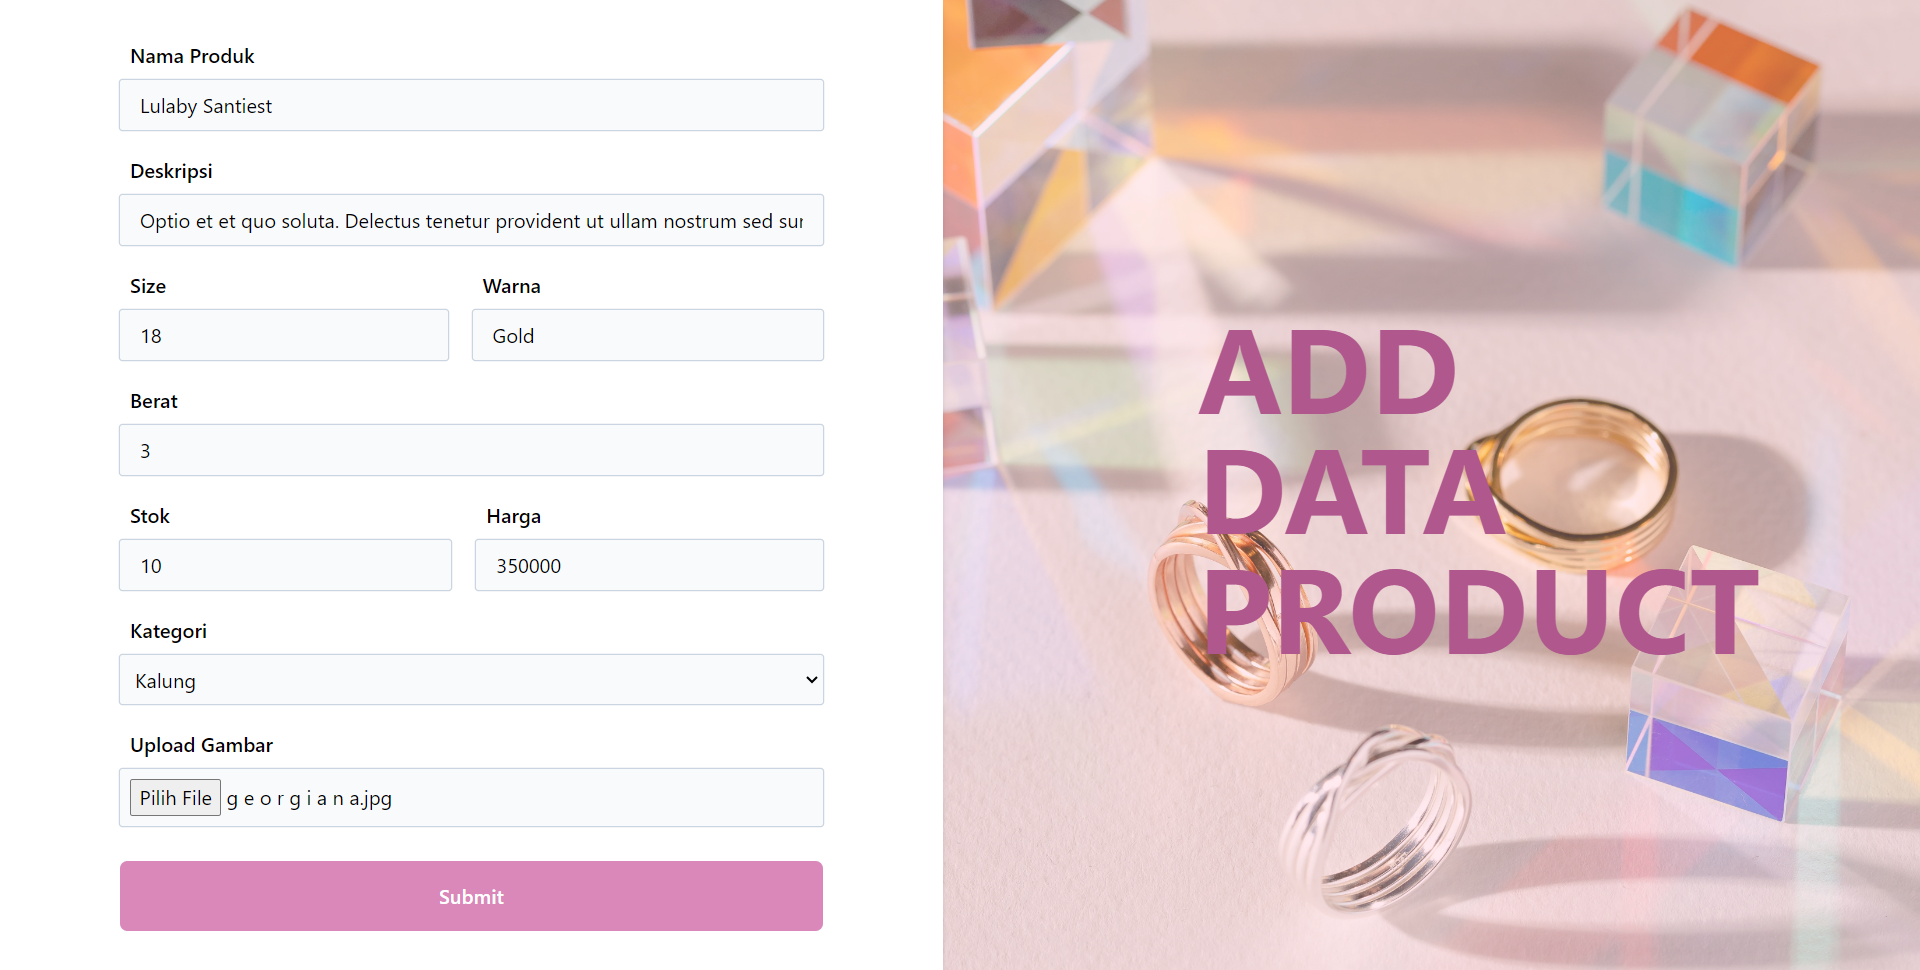 Nama Produk
Lulaby Santiest
Deskripsi
Optio et et quo soluta. Delectus tenetur provident ut ullam nostrum sed
Size
Warna
18
Gold
Berat
3
Stok
Harga
10
350000
Kategori
Kalung
Upload Gambar
Pilih File g e o r g i a n a.jpg
Submit
ADD
DATA
PRODUCT